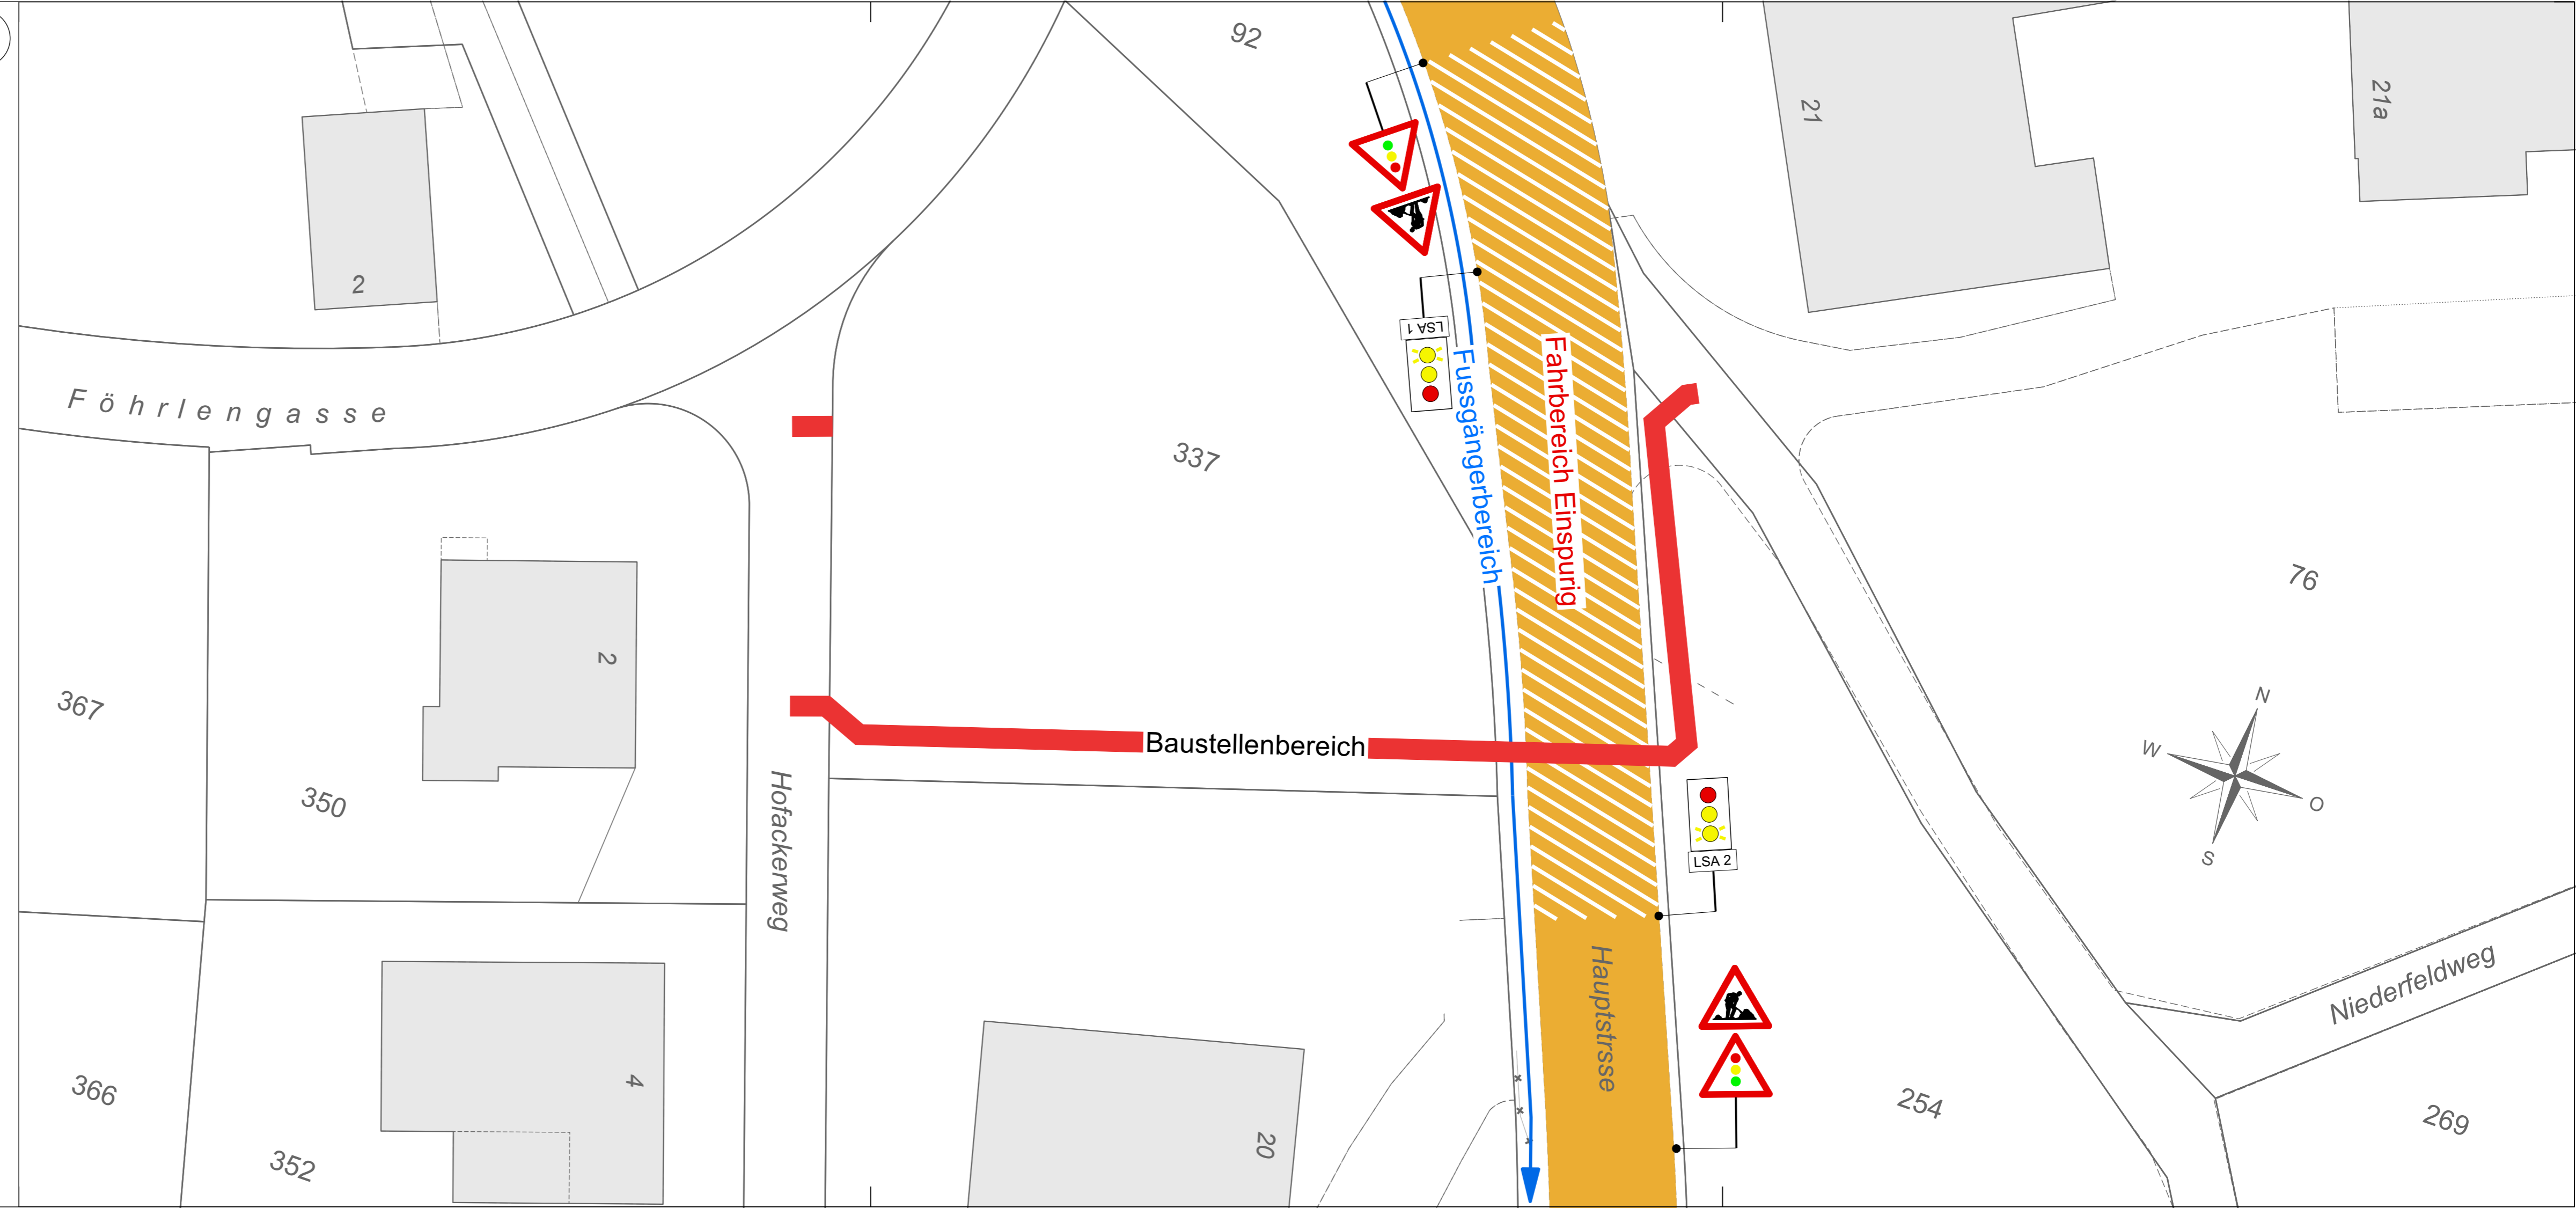 92
21
21a
2
LSA 1
Föhrlengasse
337
Fussgängerbereich
Fahrbereich Einspurig
76
2
367
N
W
O
S
Baustellenbereich
350
LSA 2
Hofackerweg
Hauptstrsse
Niederfeldweg
366
4
254
269
352
20